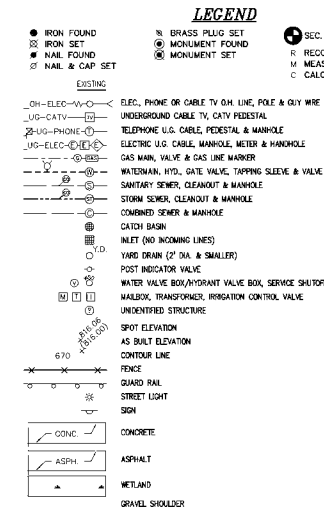 LEGEND
IRON FOUND
IRON SET
NAIL FOUND
NAIL & CAP SET
BRASS PLUG SET
MONUMENT FOUND
MONUMENT SET
SEC.
R RECO
M MEAS
C CALC
EXISTING
OH-ELEC ELEC., PHONE OR CABLE TV O.H. LINE, POLE & GUY WIRE
UG-CATV TV UNDERGROUND CABLE TV, CATV PEDESTAL
UG-PHONE T TELEPHONE U.G. CABLE, PEDESTAL & MANHOLE
UG-ELEC E E E ELECTRIC U.G. CABLE, MANHOLE, METER & HANDHOLE
G GAS GAS MAIN, VALVE & GAS LINE MARKER
W WATERMAIN, HYD., GATE VALVE, TAPPING SLEEVE & VALVE
S SANITARY SEWER, CLEANOUT & MANHOLE
ST STORM SEWER, CLEANOUT & MANHOLE
C COMBINED SEWER & MANHOLE
CATCH BASIN
INLET (NO INCOMING LINES)
Y.D. YARD DRAIN (2' DIA. & SMALLER)
POST INDICATOR VALVE
V WATER VALVE BOX/HYDRANT VALVE BOX, SERVICE SHUTOF
M T MAILBOX, TRANSFORMER, IRRIGATION CONTROL VALVE
? UNIDENTIFIED STRUCTURE
816.06 SPOT ELEVATION
(816.00) AS BUILT ELEVATION
670 CONTOUR LINE
FENCE
GUARD RAIL
STREET LIGHT
SIGN
CONC. CONCRETE
ASPH. ASPHALT
WETLAND
GRAVEL SHOULDER